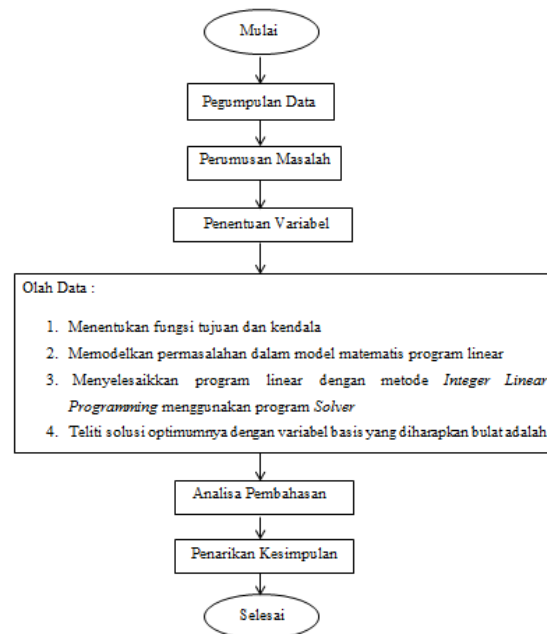 Mulai
Pegumpulan Data
Perumusan Masalah
Penentuan Variabel
Olah Data :
1. Menentukan fungsi tujuan dan kendala
2. Memodelkan permasalahan dalam model matematis program linear
3. Menyelesaikkan program linear dengan metode Integer Linear
Programming menggunakan program Solver
4. Teliti solusi optimumnya dengan variabel basis yang diharapkan bulat adalah
Analisa Pembahasan
Penarikan Kesimpulan
Selesai